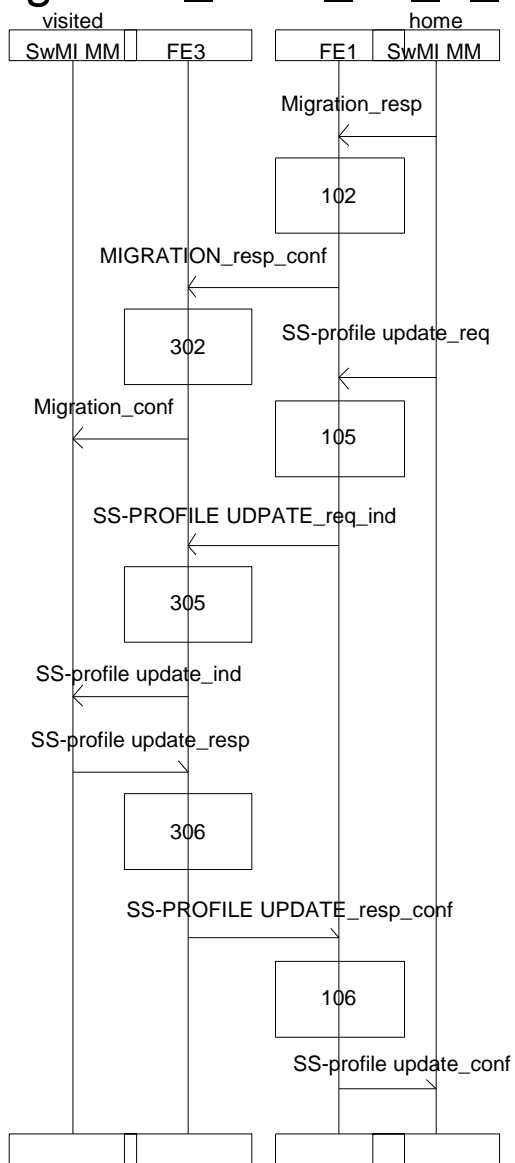 visited
home
SwMI MM
FE3
FE1
SwMI MM
Migration_resp
102
MIGRATION_resp_conf
302
SS-profile update_req
Migration_conf
105
SS-PROFILE UDPATE_req_ind
305
SS-profile update_ind
SS-profile update_resp
306
SS-PROFILE UPDATE_resp_conf
106
SS-profile update_conf